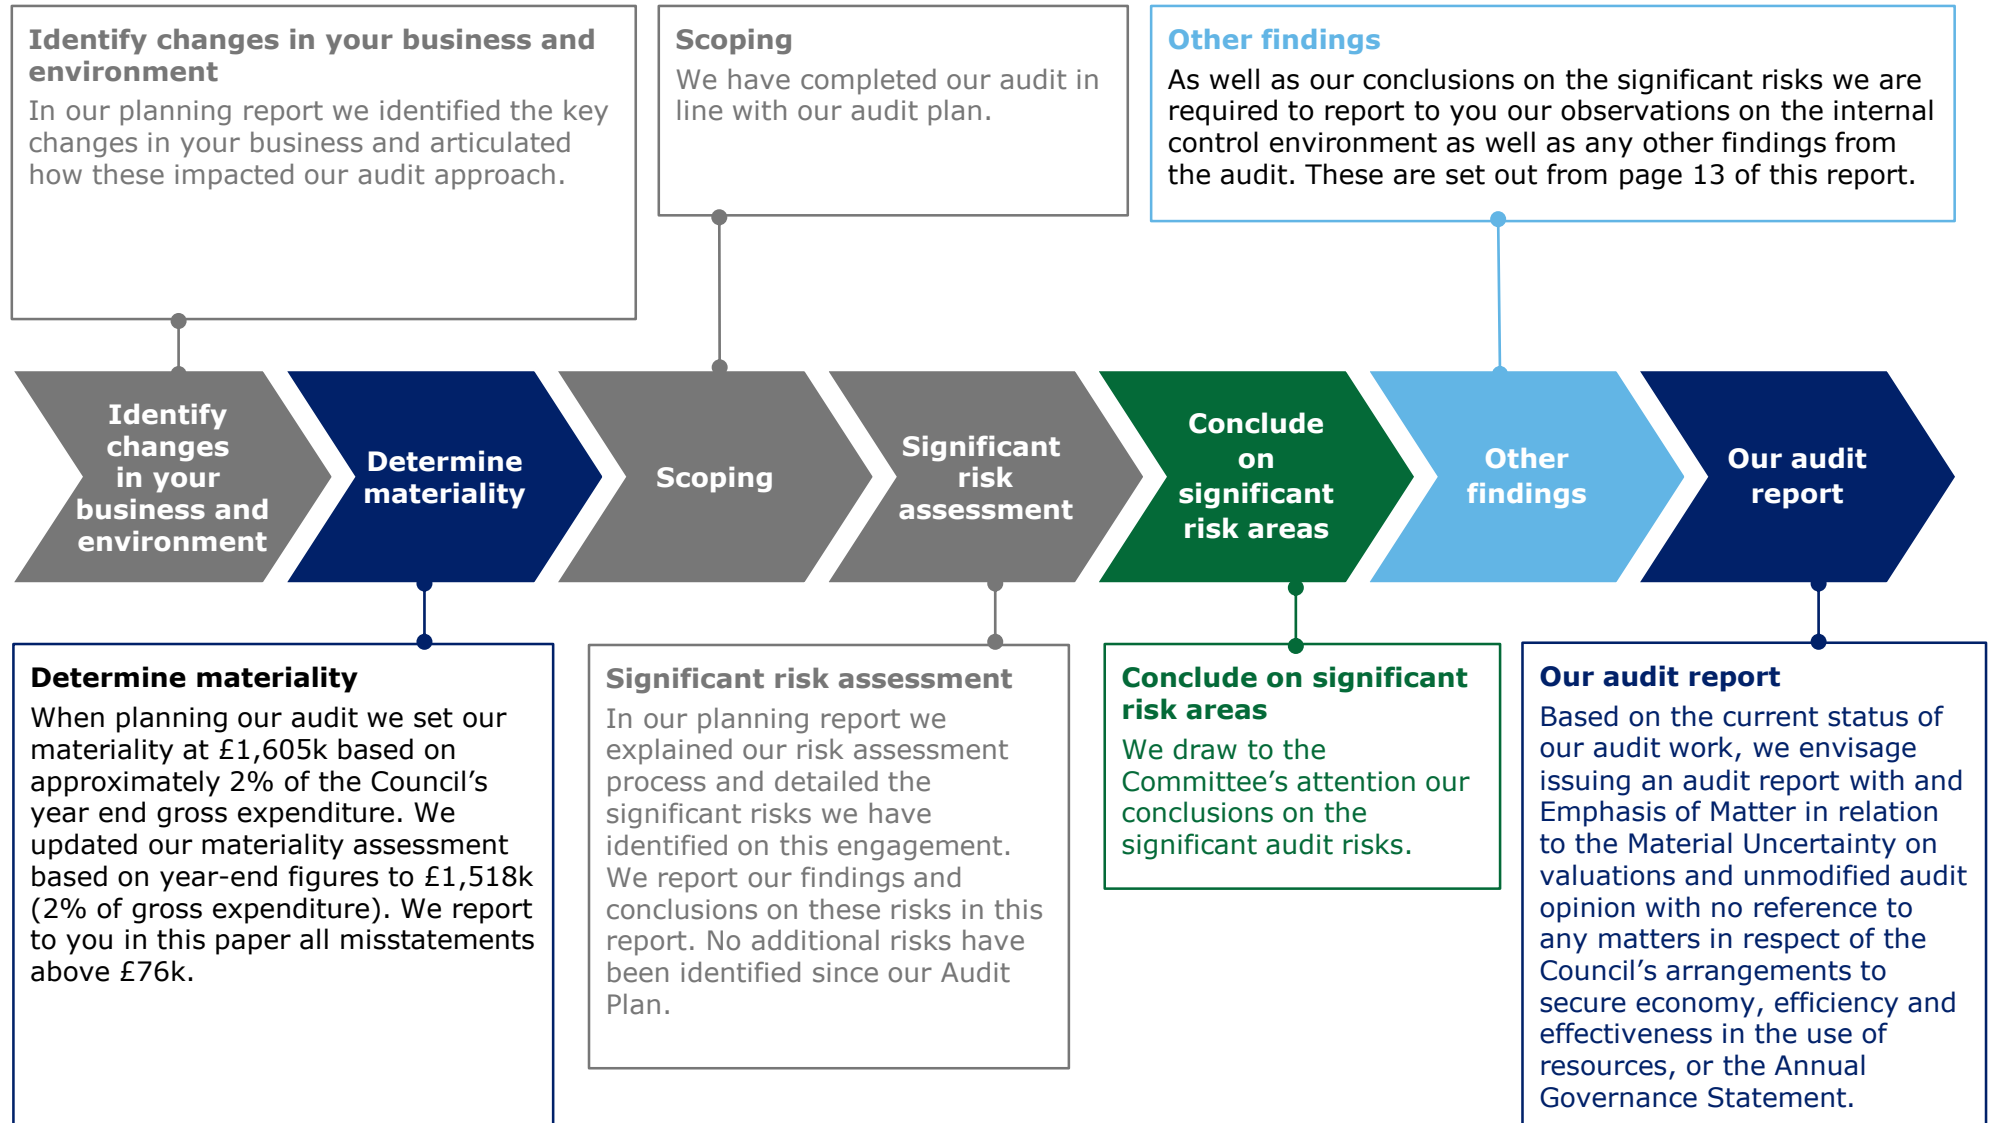 Identify changes in your business and
environment
In our planning report we identified the key
changes in your business and articulated
how these impacted our audit approach.
Scoping
We have completed our audit in
line with our audit plan.
Other findings
As well as our conclusions on the significant risks we are
required to report to you our observations on the internal
control environment as well as any other findings from
the audit. These are set out from page 13 of this report.
Identify
changes
in your
business and
environment
Determine
materiality
Scoping
Significant
risk
assessment
Conclude
on
significant
risk areas
Other
findings
Our audit
report
Determine materiality
When planning our audit we set our
materiality at £1,605k based on
approximately 2% of the Council’s
year end gross expenditure. We
updated our materiality assessment
based on year-end figures to £1,518k
(2% of gross expenditure). We report
to you in this paper all misstatements
above £76k.
Significant risk assessment
In our planning report we
explained our risk assessment
process and detailed the
significant risks we have
identified on this engagement.
We report our findings and
conclusions on these risks in this
report. No additional risks have
been identified since our Audit
Plan.
Conclude on significant
risk areas
We draw to the
Committee’s attention our
conclusions on the
significant audit risks.
Our audit report
Based on the current status of
our audit work, we envisage
issuing an audit report with and
Emphasis of Matter in relation
to the Material Uncertainty on
valuations and unmodified audit
opinion with no reference to
any matters in respect of the
Council’s arrangements to
secure economy, efficiency and
effectiveness in the use of
resources, or the Annual
Governance Statement.